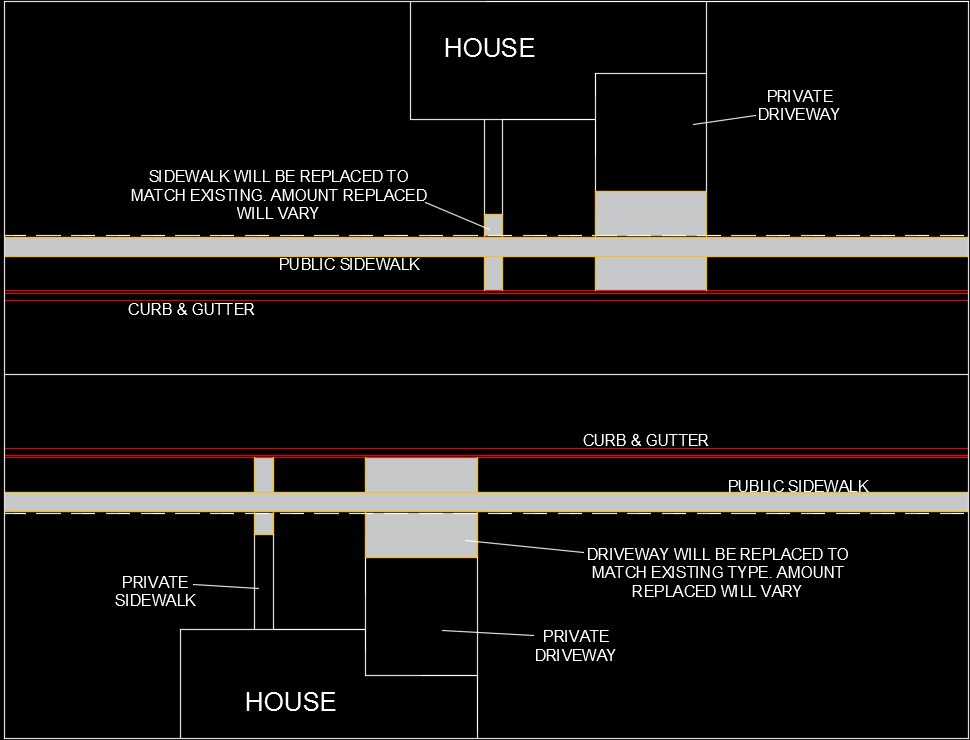 HOUSE
PRIVATE
DRIVEWAY
SIDEWALK WILL BE REPLACED TO
MATCH EXISTING. AMOUNT REPLACED
WILL VARY
PUBLIC SIDEWALK
CURB & GUTTER
CURB & GUTTER
PUBLIC SIDEWALK
DRIVEWAY WILL BE REPLACED TO
MATCH EXISTING TYPE. AMOUNT
REPLACED WILL VARY
PRIVATE
SIDEWALK
PRIVATE
DRIVEWAY
HOUSE